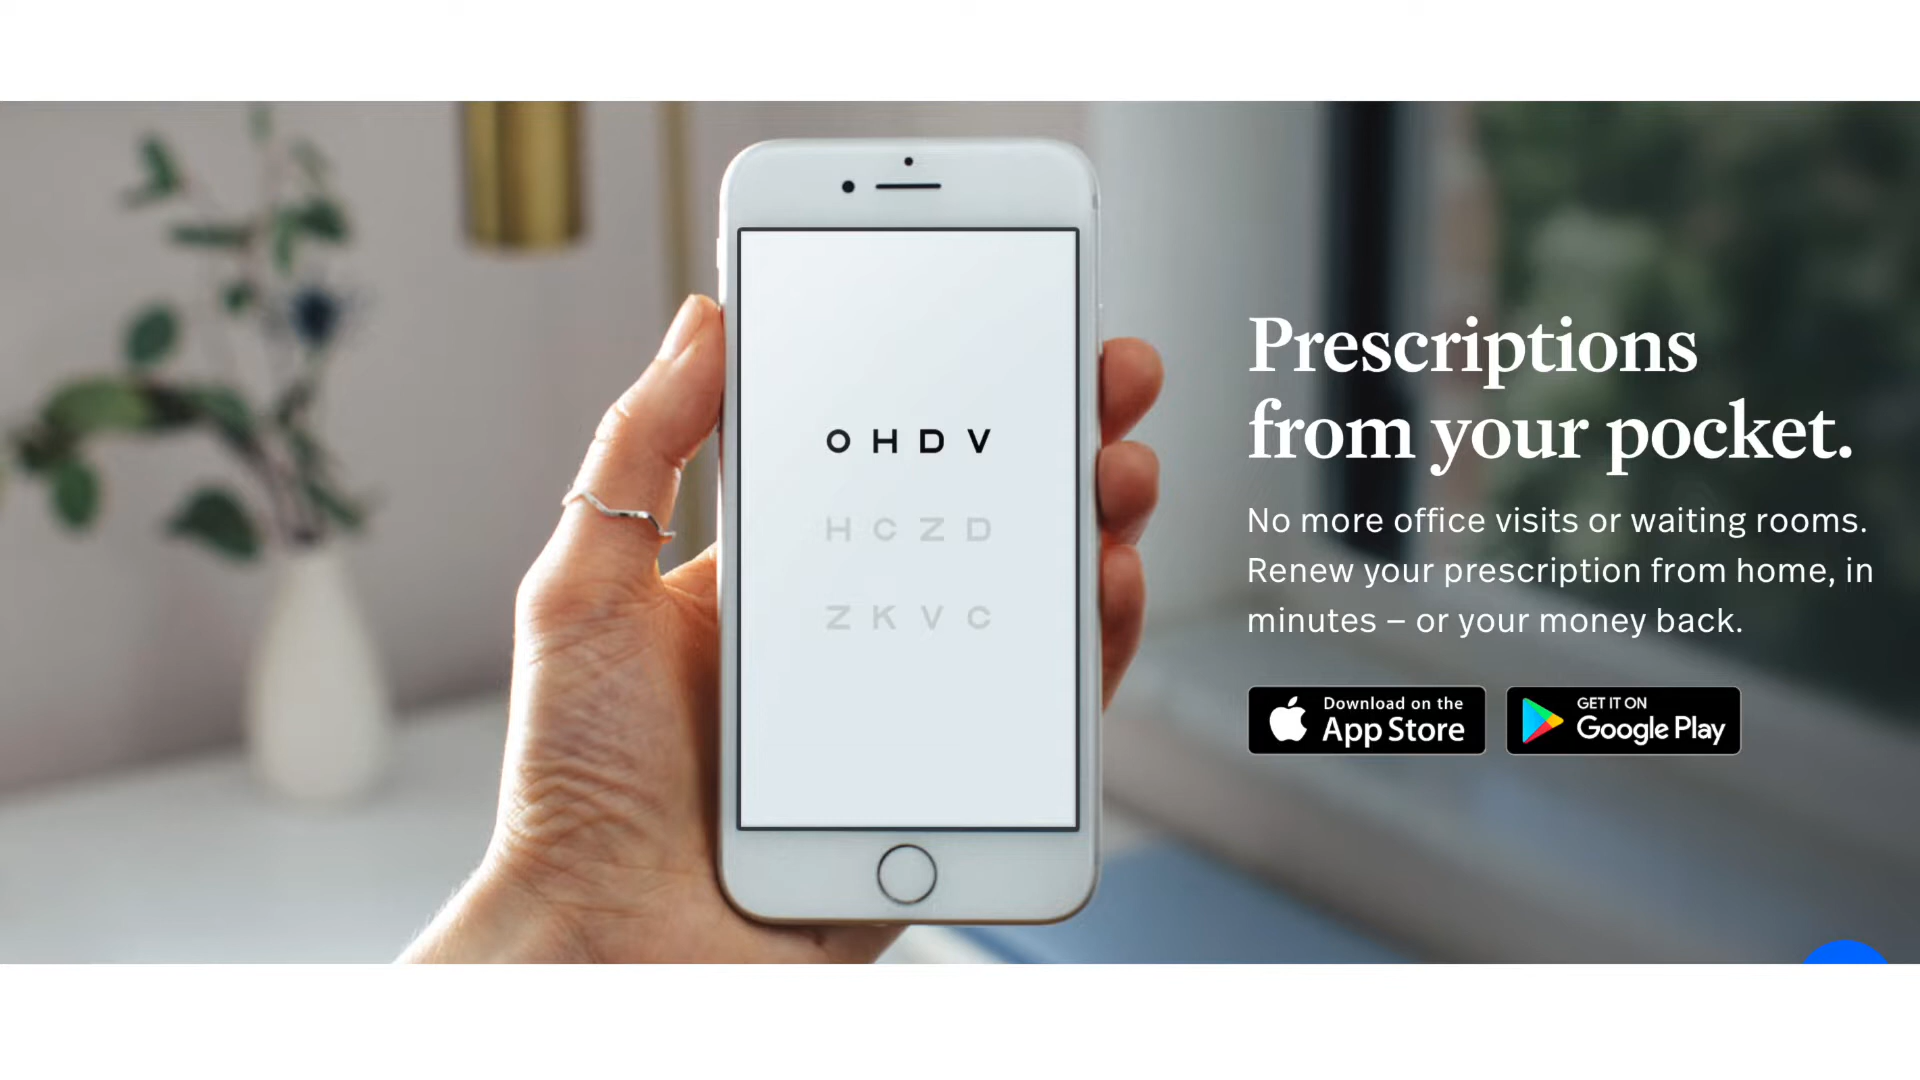 O H D V
H C Z D
Z K V C
Prescriptions
from your pocket.
No more office visits or waiting rooms.
Renew your prescription from home, in
minutes – or your money back.
Download on the
App Store
GET IT ON
Google Play